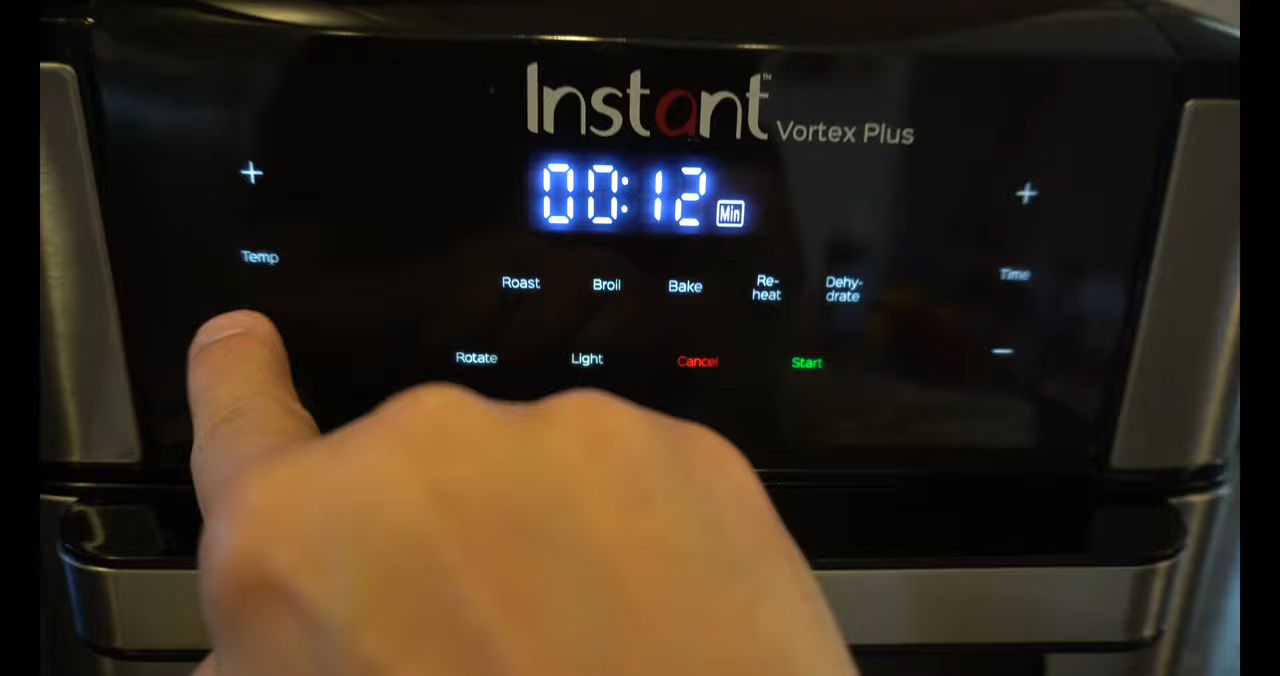 Instant™ Vortex Plus
00:12 Min
+
+
Temp
Time
Roast Broil Bake Re-heat Dehy-drate
−
Rotate Light Cancel Start